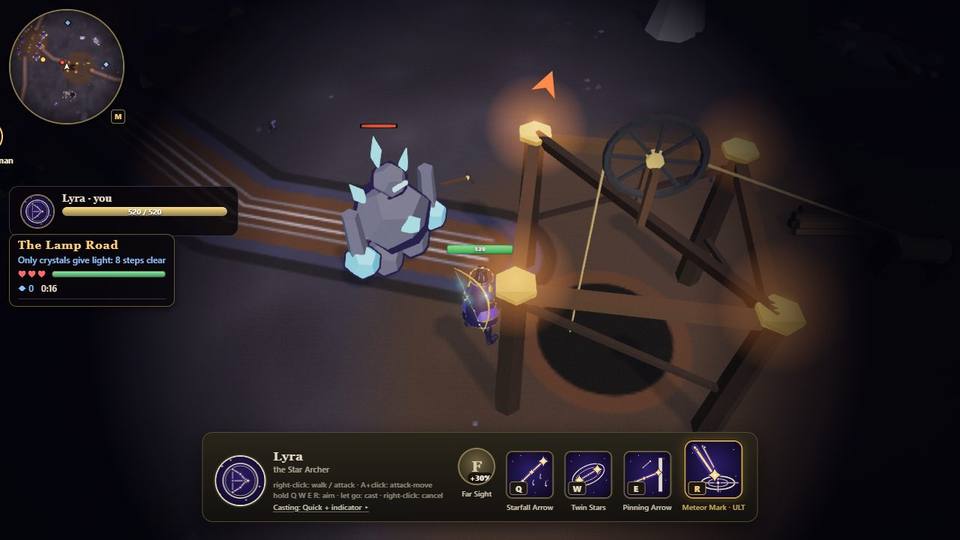 M
man
Lyra · you
520 / 520
The Lamp Road
Only crystals give light: 8 steps clear
0 0:16
520
Lyra
the Star Archer
right-click: walk / attack · A+click: attack-move
hold Q W E R: aim · let go: cast · right-click: cancel
Casting: Quick + indicator
F
+30%
Far Sight
Q
Starfall Arrow
W
Twin Stars
E
Pinning Arrow
R
Meteor Mark · ULT